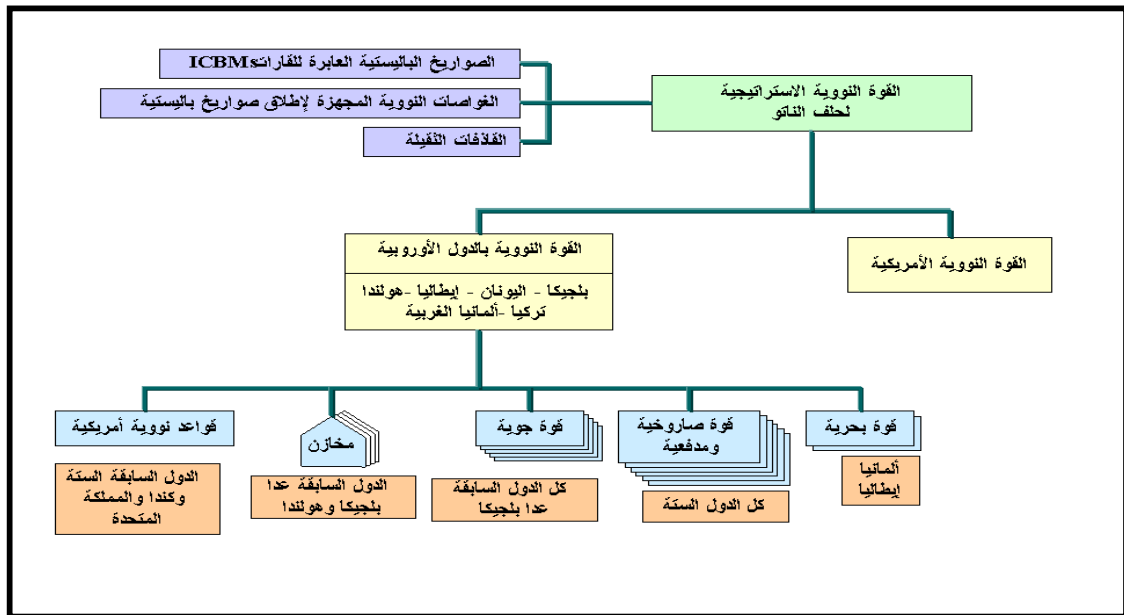 الصواريخ الباليستية العابرة للقاراتICBMs
الغواصات النووية المجهزة لإطلاق صواريخ باليستية
القاذفات الثقيلة
القوة النووية الاستراتيجية
لحلف الناتو
القوة النووية الأمريكية
القوة النووية بالدول الأوروبية
بلجيكا - اليونان - إيطاليا -هولندا
تركيا -ألمانيا الغربية
قوة بحرية
قوة صاروخية
ومدفعية
قوة جوية
مخازن
قواعد نووية أمريكية
ألمانيا
إيطاليا
كل الدول الستة
كل الدول السابقة
عدا بلجيكا
الدول السابقة عدا
بلجيكا وهولندا
الدول السابقة الستة
وكندا والمملكة
المتحدة